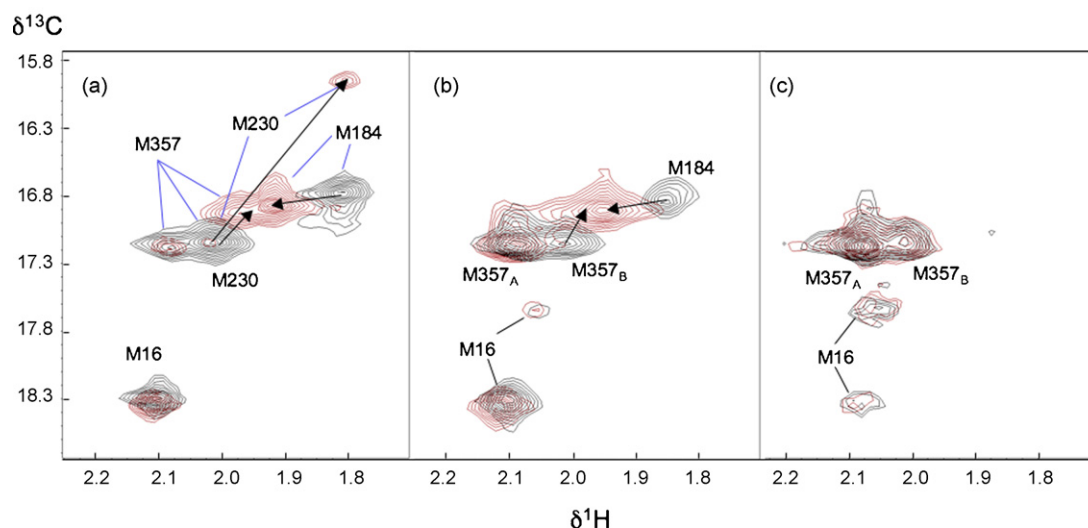 δ13C
15.8
16.3
16.8
17.3
17.8
18.3
(a)
M230
M184
M357
M230
M16
2.2 2.1 2.0 1.9 1.8
(b)
M184
M357A M357B
M16
2.2 2.1 2.0 1.9 1.8
(c)
M357A M357B
M16
2.2 2.1 2.0 1.9 1.8
δ1H